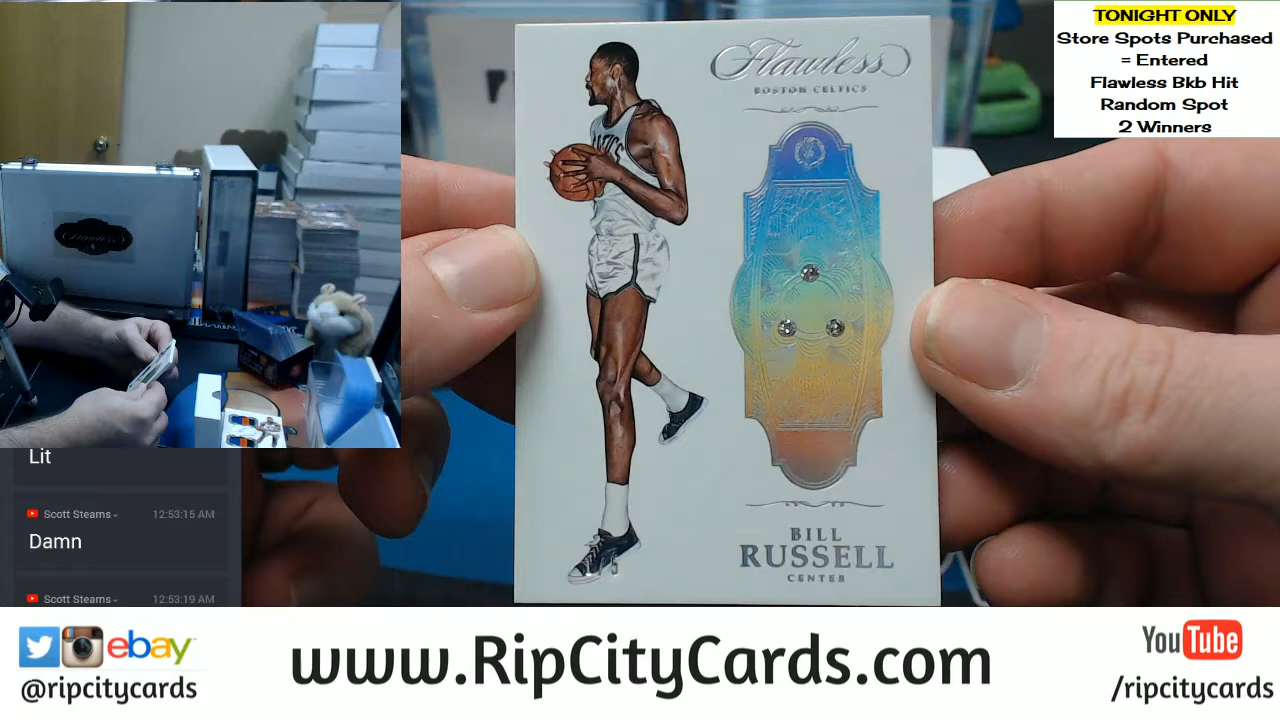 TONIGHT ONLY
Store Spots Purchased
= Entered
Flawless Bkb Hit
Random Spot
2 Winners
Flawless
BOSTON CELTICS
BILL
RUSSELL
CENTER
Flawless
Lit
Scott Stearns 12:53:15 AM
Damn
Scott Stearns 12:53:19 AM
ebay
@ripcitycards
www.RipCityCards.com
YouTube
/ripcitycards